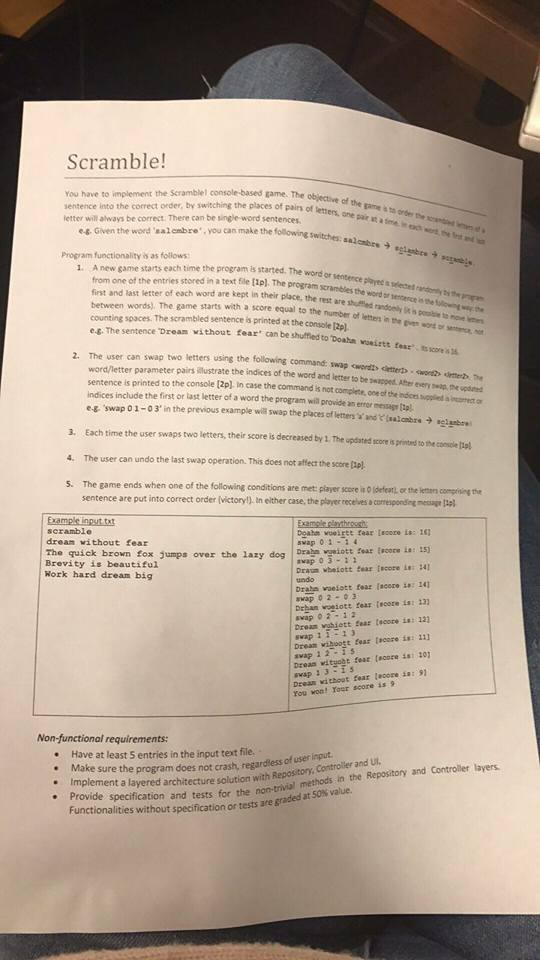 Scramble!
You have to implement the Scramble! console-based game. The objective of the game is to order the scrambled letters of a
sentence into the correct order, by switching the places of pairs of letters, one pair at a time. In each word, the first and last
letter will always be correct. There can be single-word sentences.
e.g. Given the word 'salcmbre', you can make the following switches: salcmbre → sclambre → scramble.
Program functionality is as follows:
1. A new game starts each time the program is started. The word or sentence played is selected randomly by the program
from one of the entries stored in a text file [1p]. The program scrambles the word or sentence in the following way: the
first and last letter of each word are kept in their place, the rest are shuffled randomly (it is possible to move letters
between words). The game starts with a score equal to the number of letters in the given word or sentence, not
counting spaces. The scrambled sentence is printed at the console [2p].
e.g. The sentence 'Dream without fear' can be shuffled to 'Doahm wueirtt fear'. Its score is 16.
2. The user can swap two letters using the following command: swap <word1> <letter1> - <word2> <letter2>. The
word/letter parameter pairs illustrate the indices of the word and letter to be swapped. After every swap, the updated
sentence is printed to the console [2p]. In case the command is not complete, one of the indices supplied is incorrect or
indices include the first or last letter of a word the program will provide an error message [1p].
e.g. 'swap 0 1 – 0 3' in the previous example will swap the places of letters 'a' and 'c' (salcmbre → sclambre)
3. Each time the user swaps two letters, their score is decreased by 1. The updated score is printed to the console [1p].
4. The user can undo the last swap operation. This does not affect the score [1p].
5. The game ends when one of the following conditions are met: player score is 0 (defeat), or the letters comprising the
sentence are put into correct order (victory!). In either case, the player receives a corresponding message [1p].
Example input.txt
scramble
dream without fear
The quick brown fox jumps over the lazy dog
Brevity is beautiful
Work hard dream big
Example playthrough:
Doahm wueirtt fear [score is: 16]
swap 0 1 - 1 4
Drahm wueiott fear [score is: 15]
swap 0 3 - 1 1
Draum wheiott fear [score is: 14]
undo
Drahm wueiott fear [score is: 14]
swap 0 2 - 0 3
Drham wueiott fear [score is: 13]
swap 0 2 - 1 2
Dream wuhiott fear [score is: 12]
swap 1 1 - 1 3
Dream wihuott fear [score is: 11]
swap 1 2 - 1 5
Dream wituoht fear [score is: 10]
swap 1 3 - 1 5
Dream without fear [score is: 9]
You won! Your score is 9
Non-functional requirements:
• Have at least 5 entries in the input text file.
• Make sure the program does not crash, regardless of user input.
• Implement a layered architecture solution with Repository, Controller and UI.
• Provide specification and tests for the non-trivial methods in the Repository and Controller layers.
Functionalities without specification or tests are graded at 50% value.